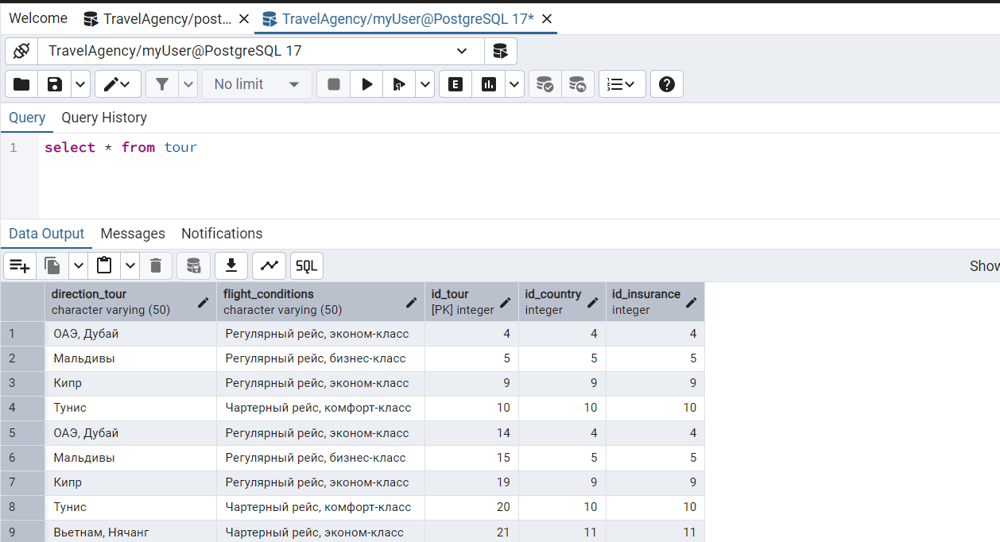 Welcome TravelAgency/post... TravelAgency/myUser@PostgreSQL 17*
TravelAgency/myUser@PostgreSQL 17
No limit E
Query Query History
1 select * from tour
Data Output Messages Notifications
SQL Show
direction_tour flight_conditions id_tour id_country id_insurance
character varying (50) character varying (50) [PK] integer integer integer
1 ОАЭ, Дубай Регулярный рейс, эконом-класс 4 4 4
2 Мальдивы Регулярный рейс, бизнес-класс 5 5 5
3 Кипр Регулярный рейс, эконом-класс 9 9 9
4 Тунис Чартерный рейс, комфорт-класс 10 10 10
5 ОАЭ, Дубай Регулярный рейс, эконом-класс 14 4 4
6 Мальдивы Регулярный рейс, бизнес-класс 15 5 5
7 Кипр Регулярный рейс, эконом-класс 19 9 9
8 Тунис Чартерный рейс, комфорт-класс 20 10 10
9 Вьетнам, Нячанг Чартерный рейс, эконом-класс 21 11 11